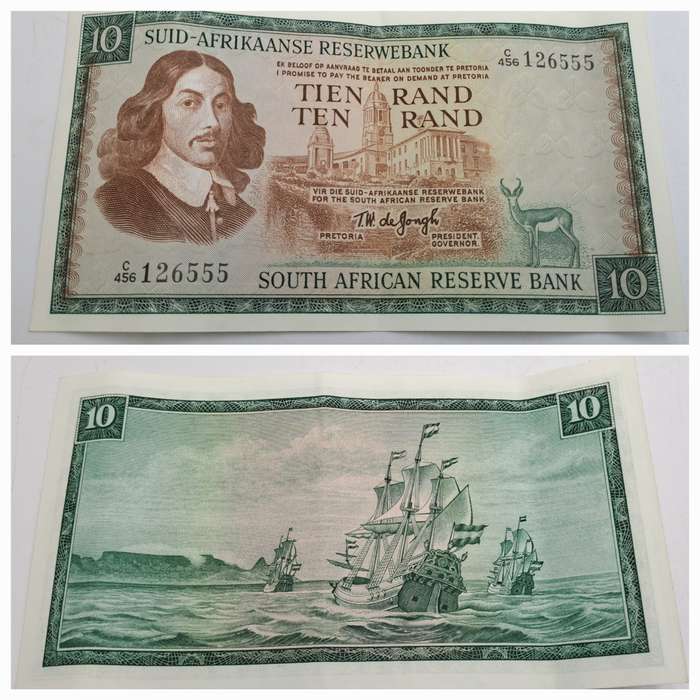 10
SUID-AFRIKAANSE RESERWEBANK
C/456 126555
EK BELOOF OP AANVRAAG TE BETAAL AAN TOONDER TE PRETORIA
I PROMISE TO PAY THE BEARER ON DEMAND AT PRETORIA
TIEN RAND
TEN RAND
VIR DIE SUID-AFRIKAANSE RESERWEBANK
FOR THE SOUTH AFRICAN RESERVE BANK
T.W. de Jongh
PRETORIA PRESIDENT.
GOVERNOR.
C/456 126555
SOUTH AFRICAN RESERVE BANK
10
10
10